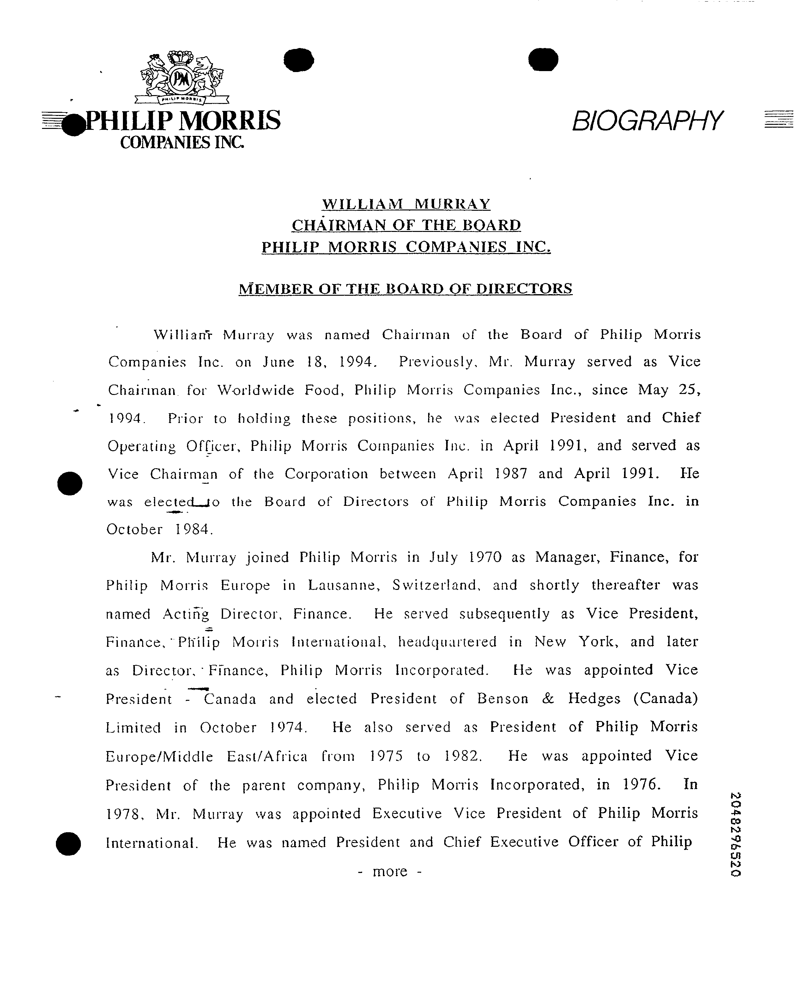 PM
PHILIP MORRIS
PHILIP MORRIS
COMPANIES INC.
BIOGRAPHY
WILLIAM MURRAY
CHAIRMAN OF THE BOARD
PHILIP MORRIS COMPANIES INC.
MEMBER OF THE BOARD OF DIRECTORS
William Murray was named Chairman of the Board of Philip Morris
Companies Inc. on June 18, 1994. Previously, Mr. Murray served as Vice
Chairman for Worldwide Food, Philip Morris Companies Inc., since May 25,
1994. Prior to holding these positions, he was elected President and Chief
Operating Officer, Philip Morris Companies Inc. in April 1991, and served as
Vice Chairman of the Corporation between April 1987 and April 1991. He
was elected to the Board of Directors of Philip Morris Companies Inc. in
October 1984.
Mr. Murray joined Philip Morris in July 1970 as Manager, Finance, for
Philip Morris Europe in Lausanne, Switzerland, and shortly thereafter was
named Acting Director, Finance. He served subsequently as Vice President,
Finance, Philip Morris International, headquartered in New York, and later
as Director, Finance, Philip Morris Incorporated. He was appointed Vice
President - Canada and elected President of Benson & Hedges (Canada)
Limited in October 1974. He also served as President of Philip Morris
Europe/Middle East/Africa from 1975 to 1982. He was appointed Vice
President of the parent company, Philip Morris Incorporated, in 1976. In
1978, Mr. Murray was appointed Executive Vice President of Philip Morris
International. He was named President and Chief Executive Officer of Philip
- more -
2048296520